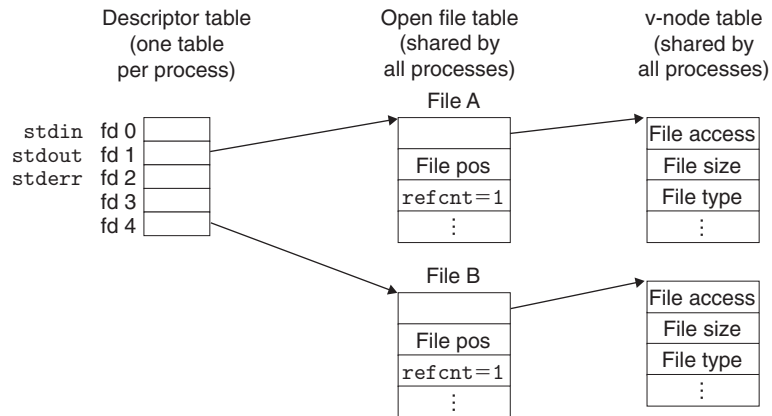 Descriptor table
(one table
per process)
Open file table
(shared by
all processes)
v-node table
(shared by
all processes)
File A
stdin fd 0
stdout fd 1
stderr fd 2
fd 3
fd 4
File pos
refcnt=1
⋮
File access
File size
File type
⋮
File B
File pos
refcnt=1
⋮
File access
File size
File type
⋮